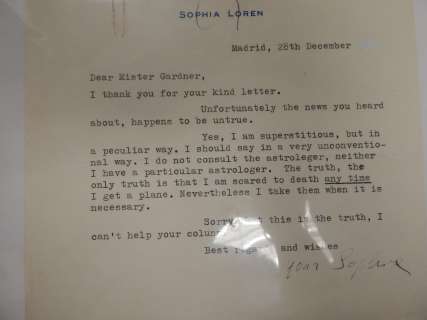 SOPHIA LOREN
Madrid, 28th December
Dear Mister Gardner,
I thank you for your kind letter.
Unfortunately the news you heard
about, happens to be untrue.
Yes, I am superstitious, but in
a peculiar way. I should say in a very unconventio-
nal way. I do not consult the astrologer, neither
I have a particular astrologer. The truth, the
only truth is that I am scared to death any time
I get a plane. Nevertheless I take them when it is
necessary.
Sorry but this is the truth, I
can't help your
Best and wishes
your Sophia